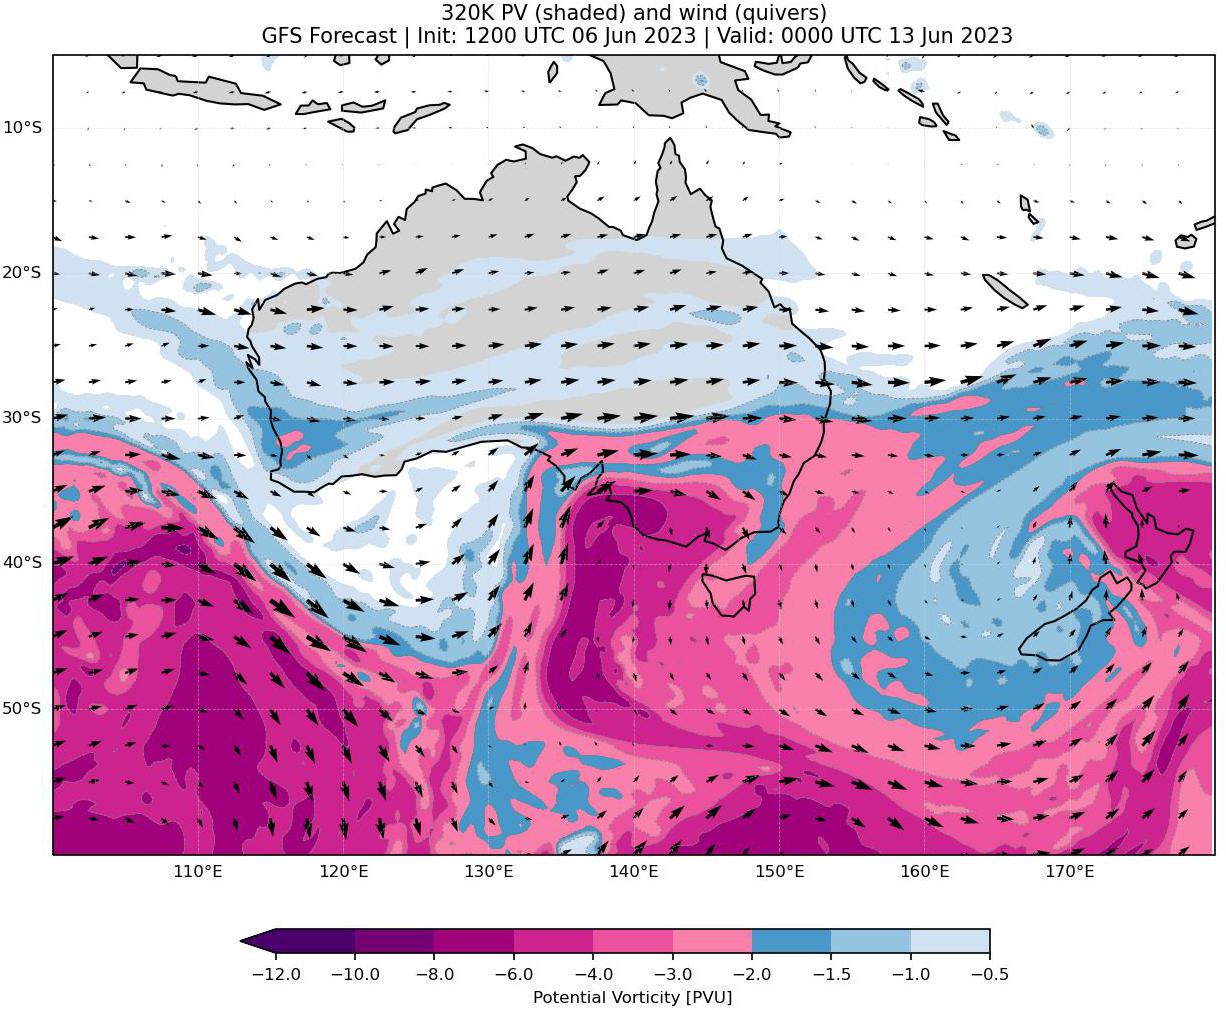 320K PV (shaded) and wind (quivers)
GFS Forecast | Init: 1200 UTC 06 Jun 2023 | Valid: 0000 UTC 13 Jun 2023
10°S
20°S
30°S
40°S
50°S
110°E 120°E 130°E 140°E 150°E 160°E 170°E
−12.0 −10.0 −8.0 −6.0 −4.0 −3.0 −2.0 −1.5 −1.0 −0.5
Potential Vorticity [PVU]